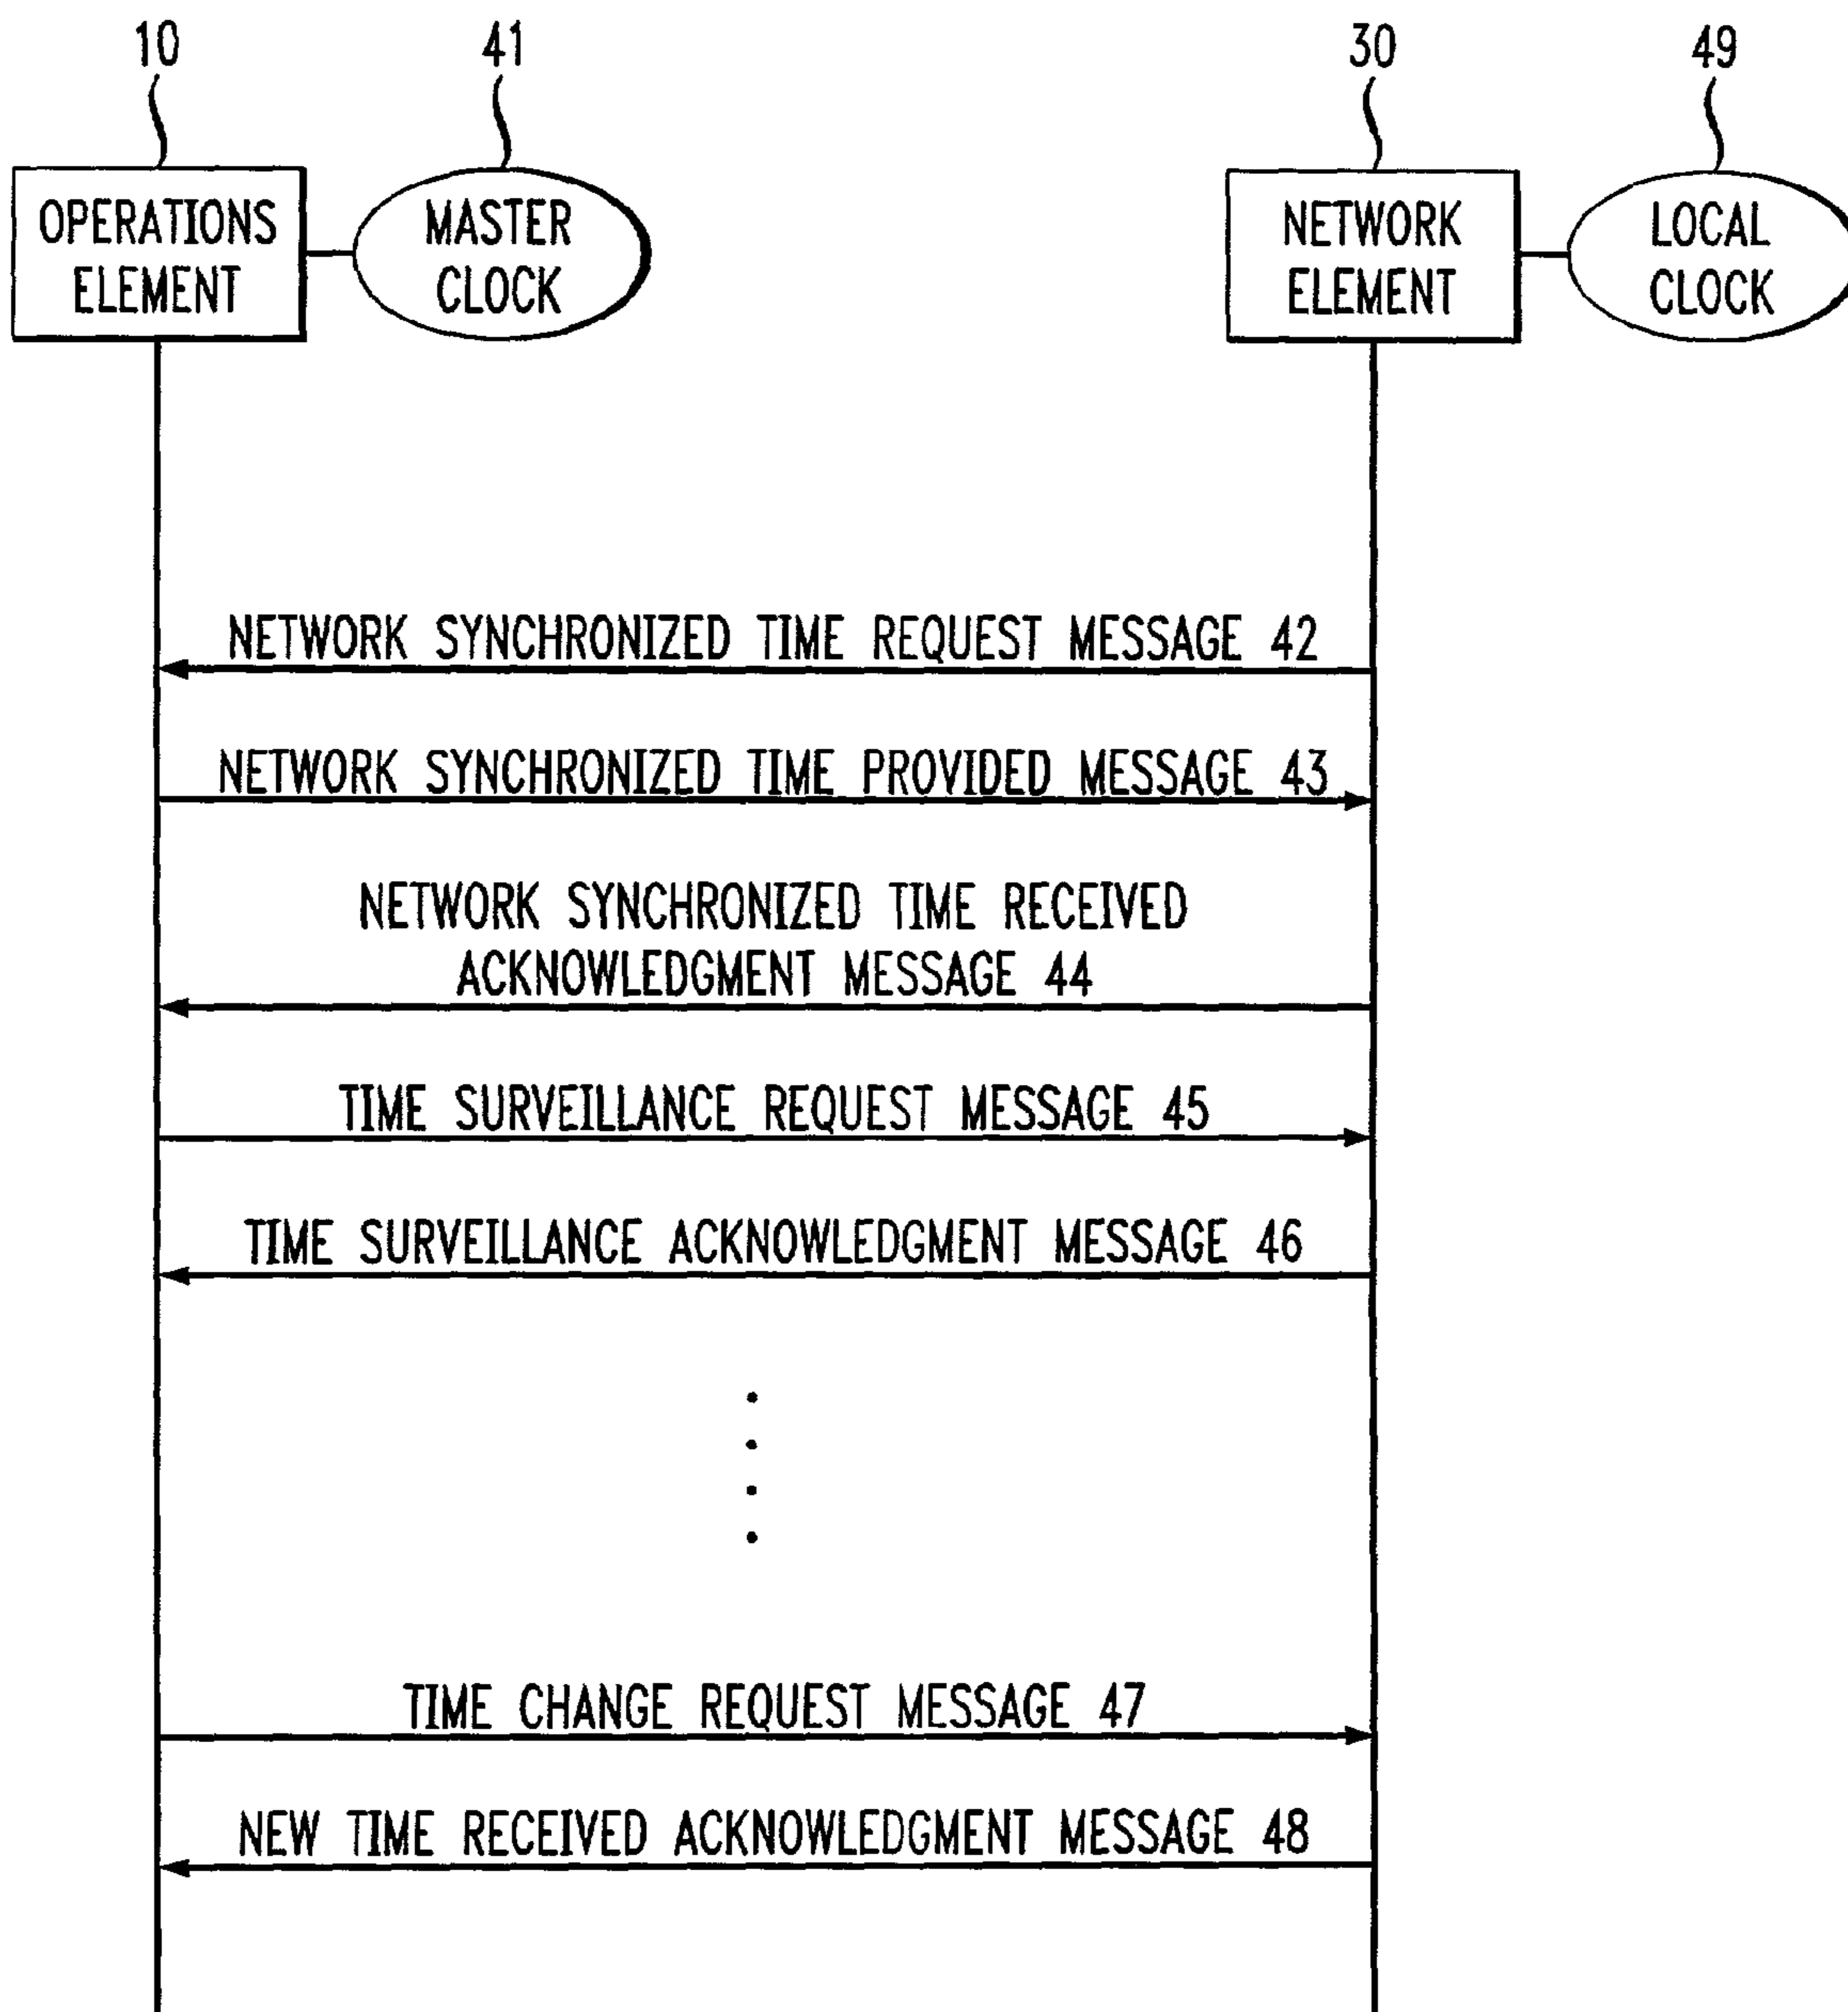 10
41
30
49
OPERATIONS
ELEMENT
MASTER
CLOCK
NETWORK
ELEMENT
LOCAL
CLOCK
NETWORK SYNCHRONIZED TIME REQUEST MESSAGE 42
NETWORK SYNCHRONIZED TIME PROVIDED MESSAGE 43
NETWORK SYNCHRONIZED TIME RECEIVED
ACKNOWLEDGMENT MESSAGE 44
TIME SURVEILLANCE REQUEST MESSAGE 45
TIME SURVEILLANCE ACKNOWLEDGMENT MESSAGE 46
TIME CHANGE REQUEST MESSAGE 47
NEW TIME RECEIVED ACKNOWLEDGMENT MESSAGE 48